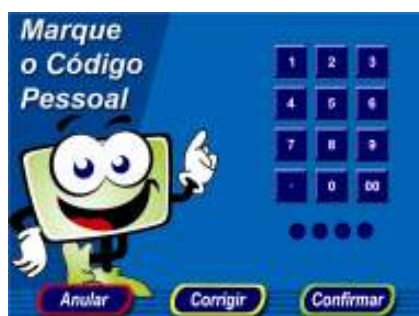 Marque
o Código
Pessoal
1 2 3
4 5 6
7 8 9
. 0 00
Anular Corrigir Confirmar